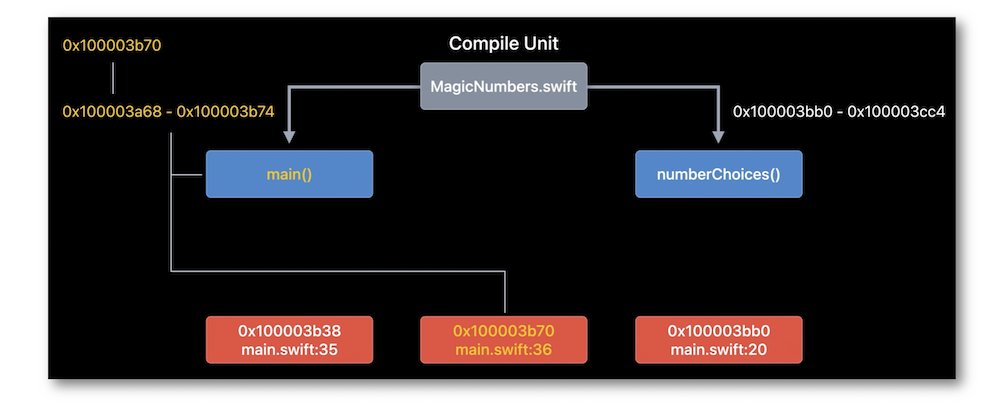 0x100003b70
Compile Unit
MagicNumbers.swift
0x100003a68 - 0x100003b74
0x100003bb0 - 0x100003cc4
main()
numberChoices()
0x100003b38
main.swift:35
0x100003b70
main.swift:36
0x100003bb0
main.swift:20